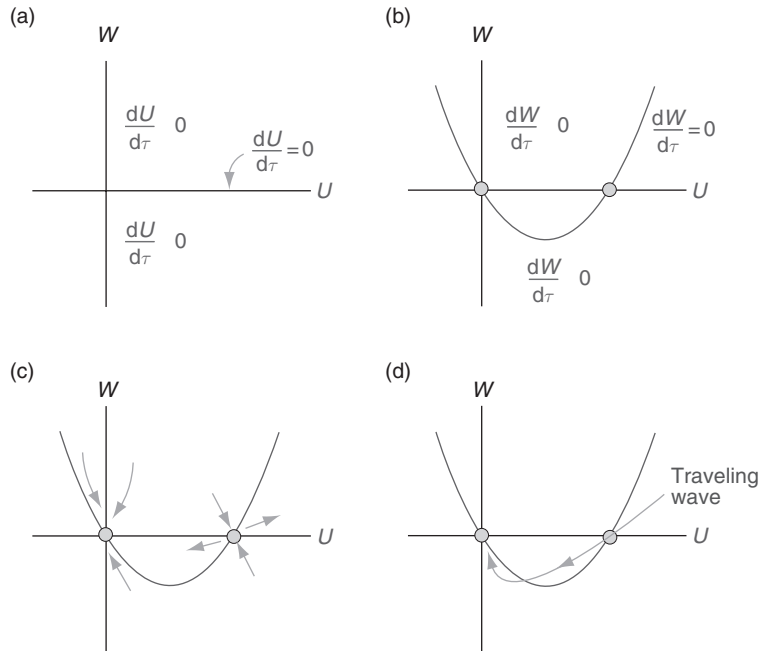 (a)
W
dU
dτ
0
dU
dτ
=0
U
dU
dτ
0
(b)
W
dW
dτ
0
dW
dτ
=0
U
dW
dτ
0
(c)
W
U
(d)
W
Traveling
wave
U